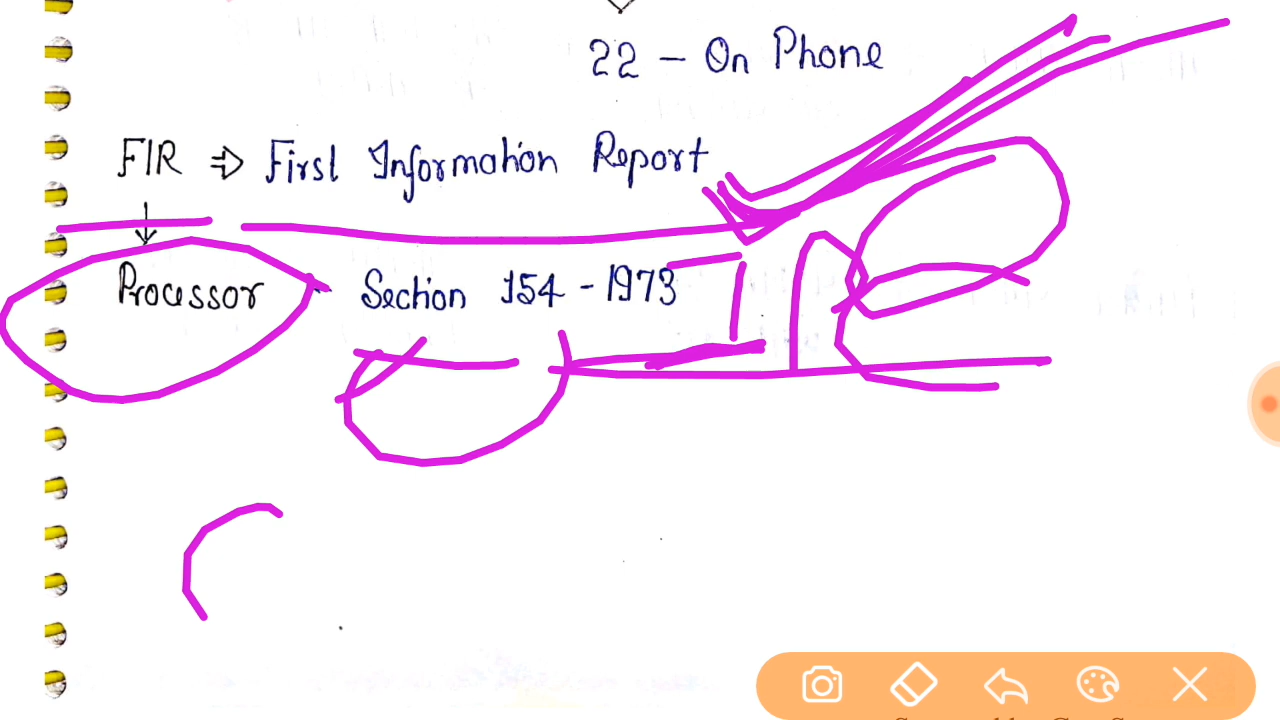 22 - On Phone
FIR ⇒ First Information Report
Processor - Section 154 - 1973